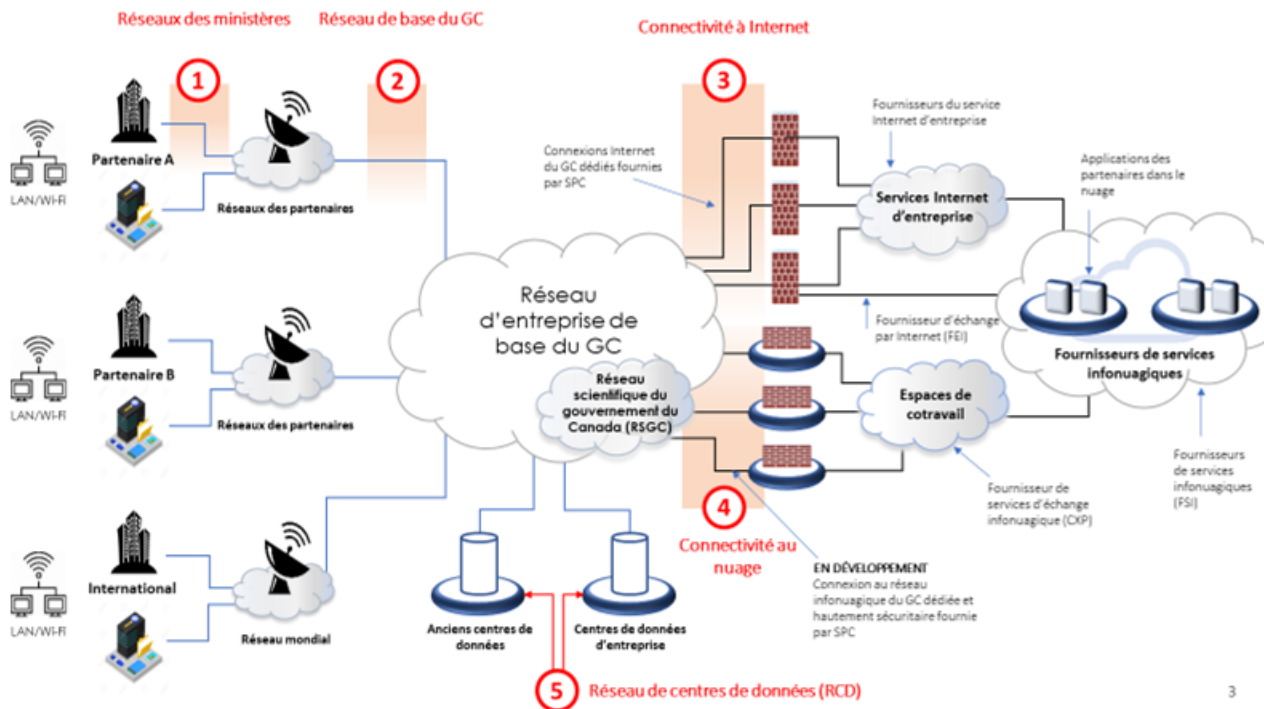 Réseaux des ministères
Réseau de base du GC
Connectivité à Internet
1
2
3
LAN/WI-FI
Partenaire A
Réseaux des partenaires
Connexions Internet
du GC dédiés fournies
par SPC
Fournisseurs du service
Internet d'entreprise
Services Internet
d'entreprise
Applications des
partenaires dans le
nuage
LAN/WI-FI
Partenaire B
Réseaux des partenaires
Réseau
d'entreprise de
base du GC
Réseau
scientifique du
gouvernement du
Canada (RSGC)
Fournisseur d'échange
par Internet (FEI)
Fournisseurs de services
infonuagiques
Espaces de
cotravail
Fournisseurs
de services
infonuagiques
(FSI)
Fournisseur de
services d'échange
infonuagique (CXP)
4
Connectivité au
nuage
EN DÉVELOPPEMENT
Connexion au réseau
infonuagique du GC dédiée et
hautement sécuritaire fournie
par SPC
LAN/WI-FI
International
Réseau mondial
Anciens centres de
données
Centres de données
d'entreprise
5
Réseau de centres de données (RCD)
3